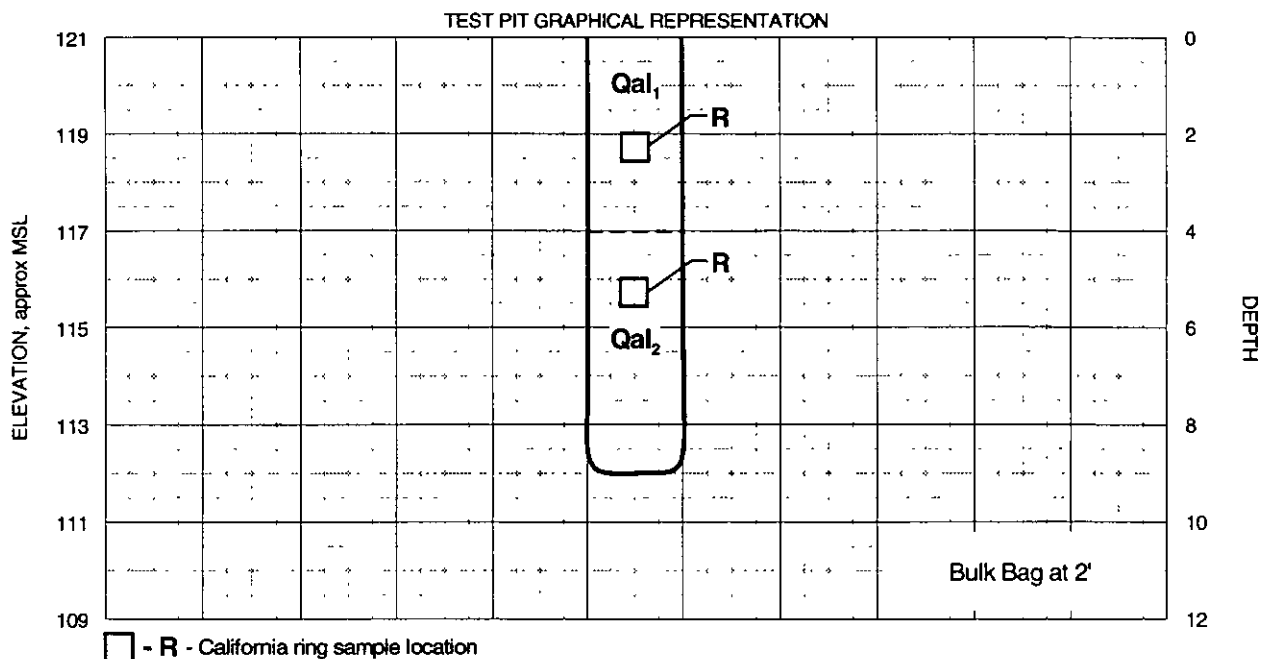 TEST PIT GRAPHICAL REPRESENTATION
121
0
Qal₁
R
119
2
117
4
R
115
6
Qal₂
113
8
111
10
Bulk Bag at 2'
109
12
ELEVATION, approx MSL
DEPTH
- R - California ring sample location